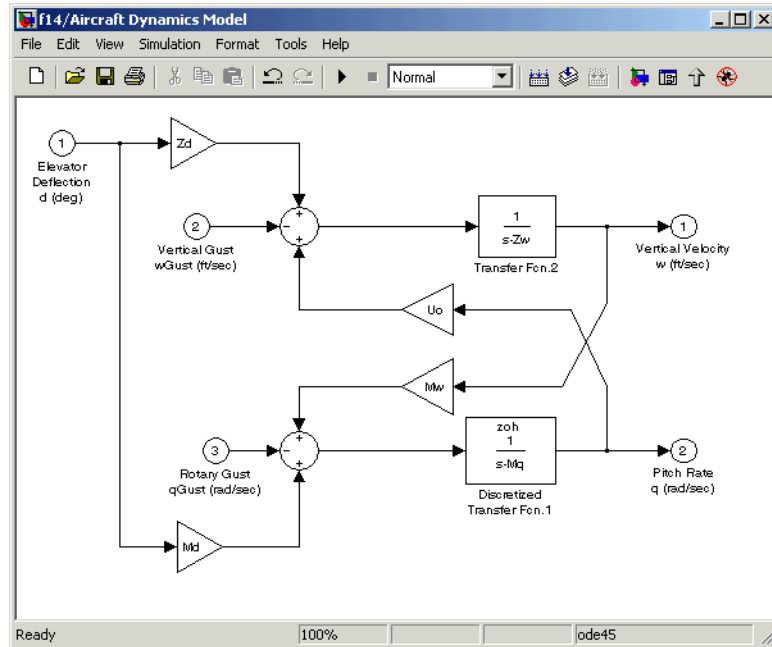 f14/Aircraft Dynamics Model
File Edit View Simulation Format Tools Help
Normal
1
Elevator
Deflection
d (deg)
Zd
2
Vertical Gust
wGust (ft/sec)
+
-
+
1
s-Zw
Transfer Fcn.2
1
Vertical Velocity
w (ft/sec)
Uo
Mw
3
Rotary Gust
qGust (rad/sec)
+
-
+
zoh
1
s-Mq
Discretized
Transfer Fcn.1
2
Pitch Rate
q (rad/sec)
Md
Ready 100% ode45